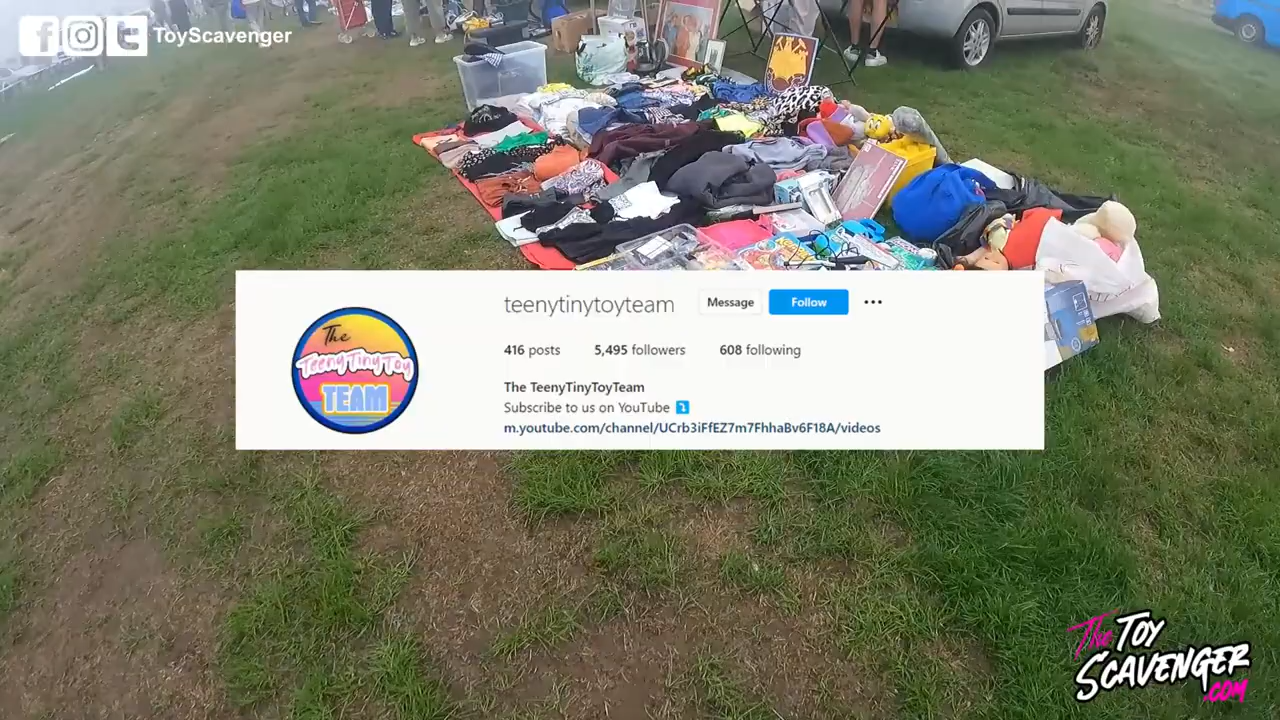 ToyScavenger
teenytinytoyteam
Message
Follow
416 posts
5,495 followers
608 following
The TeenyTinyToy TEAM
The TeenyTinyToyTeam
Subscribe to us on YouTube
m.youtube.com/channel/UCrb3iFfEZ7m7FhhaBv6F18A/videos
The Toy
Scavenger
.com